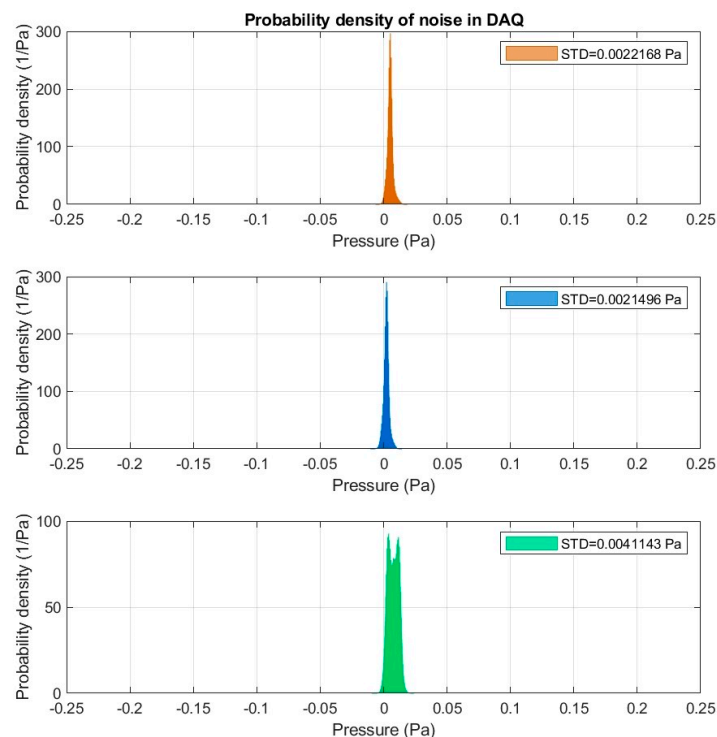 Probability density of noise in DAQ
Probability density (1/Pa)
300
200
100
0
STD=0.0022168 Pa
-0.25 -0.2 -0.15 -0.1 -0.05 0 0.05 0.1 0.15 0.2 0.25
Pressure (Pa)
Probability density (1/Pa)
300
200
100
0
STD=0.0021496 Pa
-0.25 -0.2 -0.15 -0.1 -0.05 0 0.05 0.1 0.15 0.2 0.25
Pressure (Pa)
Probability density (1/Pa)
100
50
0
STD=0.0041143 Pa
-0.25 -0.2 -0.15 -0.1 -0.05 0 0.05 0.1 0.15 0.2 0.25
Pressure (Pa)